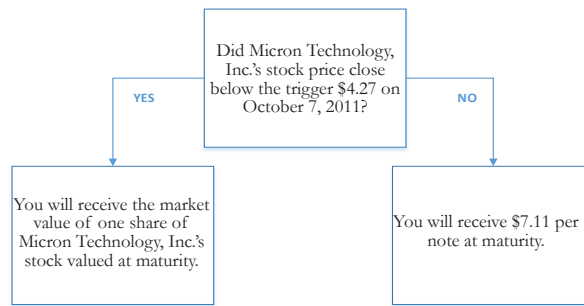 Did Micron Technology,
Inc.'s stock price close
below the trigger $4.27 on
October 7, 2011?
YES
NO
You will receive the market
value of one share of
Micron Technology, Inc.'s
stock valued at maturity.
You will receive $7.11 per
note at maturity.